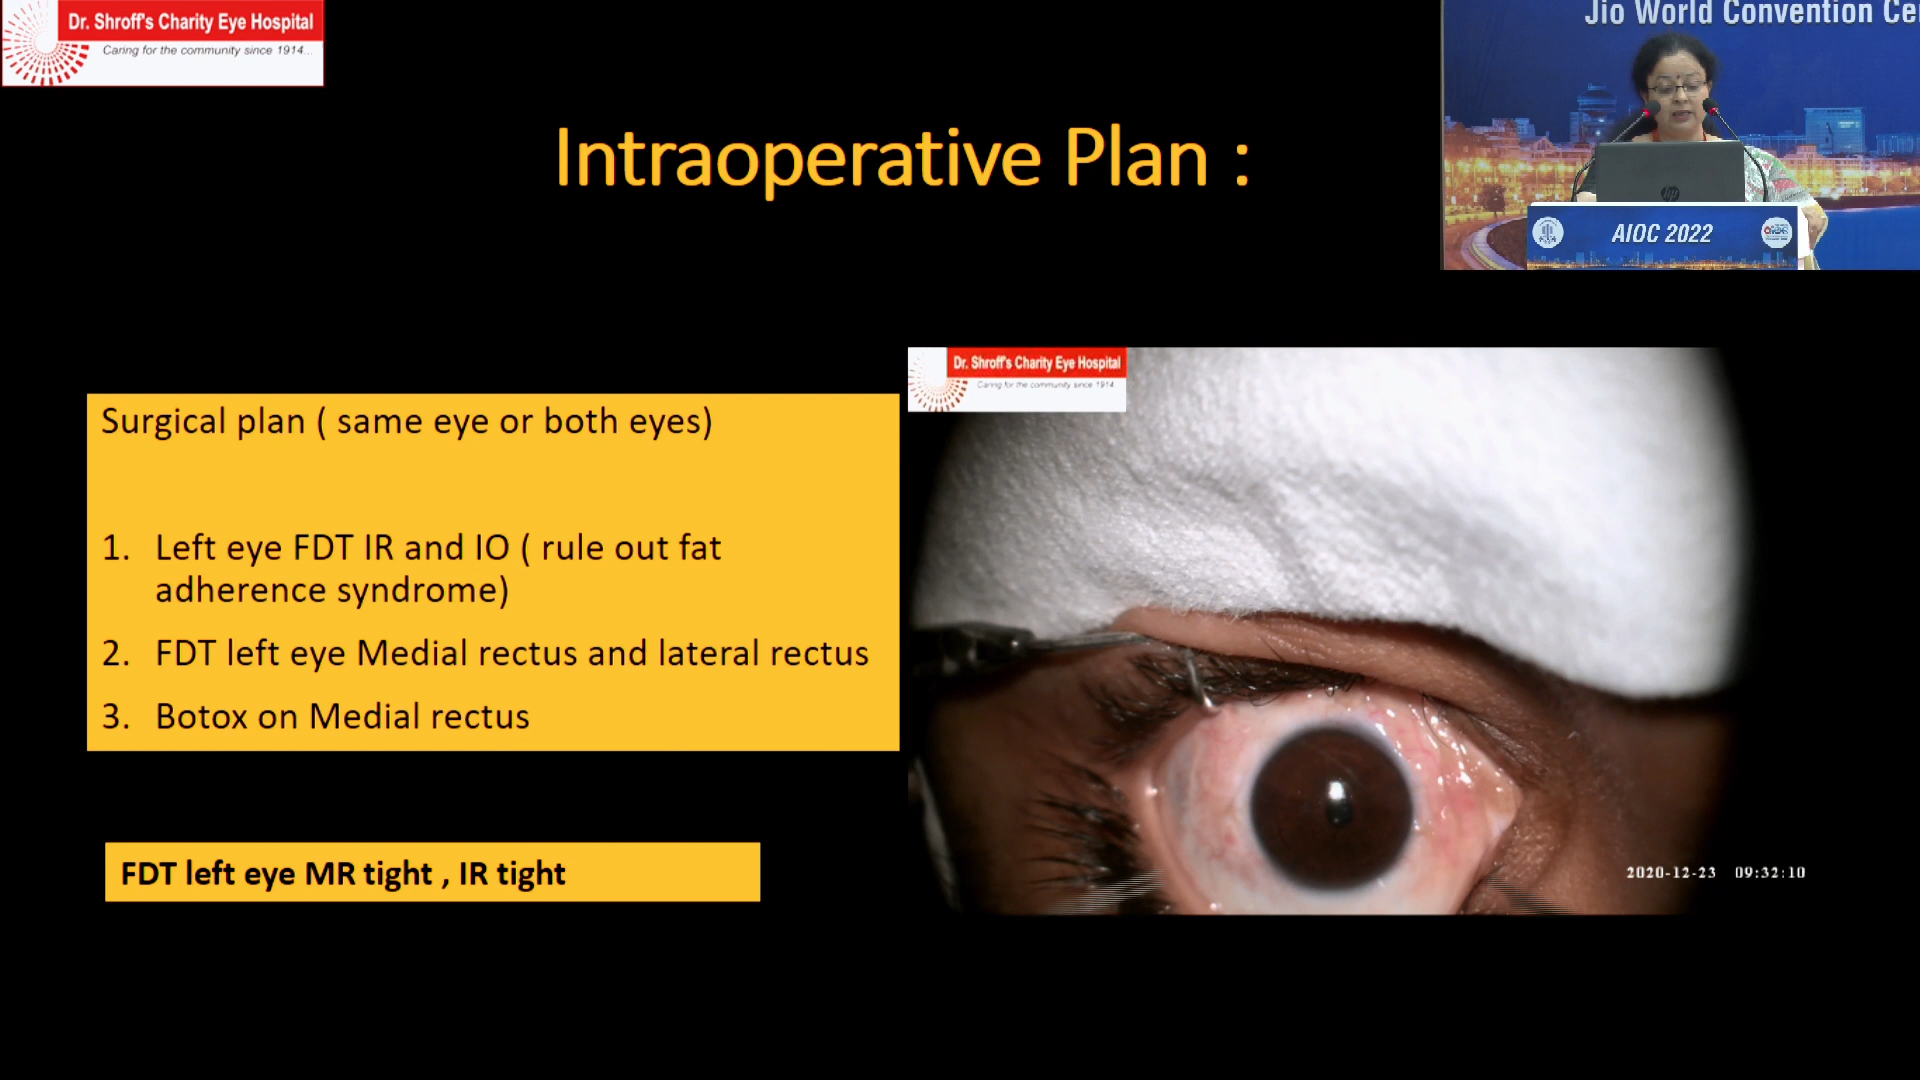 Dr. Shroff's Charity Eye Hospital
Caring for the community since 1914...
Jio World Convention Ce
Intraoperative Plan :
AIOC 2022
Dr. Shroff's Charity Eye Hospital
Caring for the community since 1914
Surgical plan ( same eye or both eyes)
1. Left eye FDT IR and IO ( rule out fat
adherence syndrome)
2. FDT left eye Medial rectus and lateral rectus
3. Botox on Medial rectus
FDT left eye MR tight , IR tight
2020-12-23 09:32:10